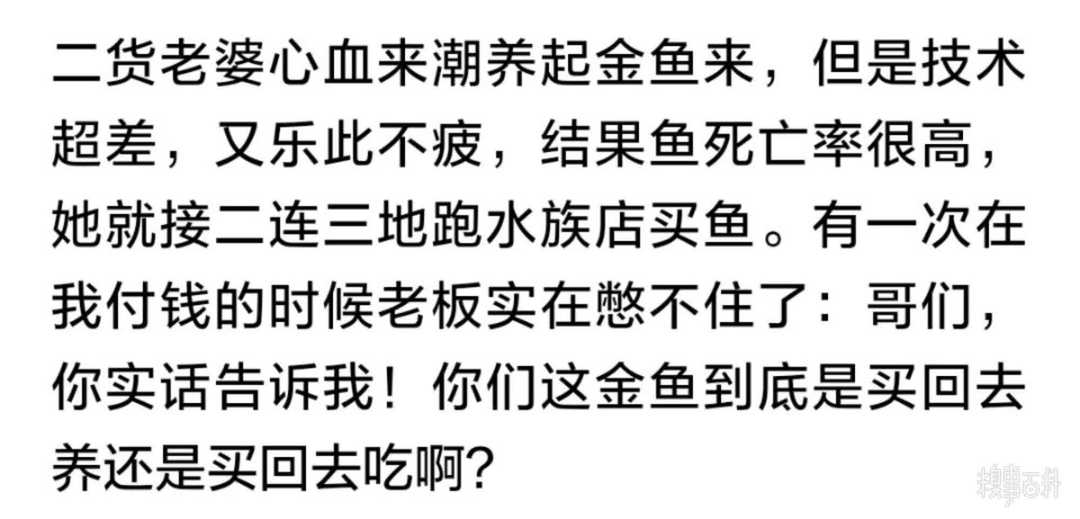 二货老婆心血来潮养起金鱼来，但是技术
超差，又乐此不疲，结果鱼死亡率很高，
她就接二连三地跑水族店买鱼。有一次在
我付钱的时候老板实在憋不住了：哥们，
你实话告诉我！你们这金鱼到底是买回去
养还是买回去吃啊？